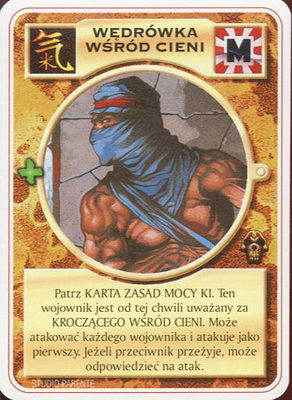 氣
WĘDRÓWKA
WŚRÓD CIENI
M
Patrz KARTA ZASAD MOCY KI. Ten
wojownik jest od tej chwili uważany za
KROCZĄCEGO WŚRÓD CIENI. Może
atakować każdego wojownika i atakuje jako
pierwszy. Jeżeli przeciwnik przeżyje, może
odpowiedzieć na atak.
STUDIO PARENTE